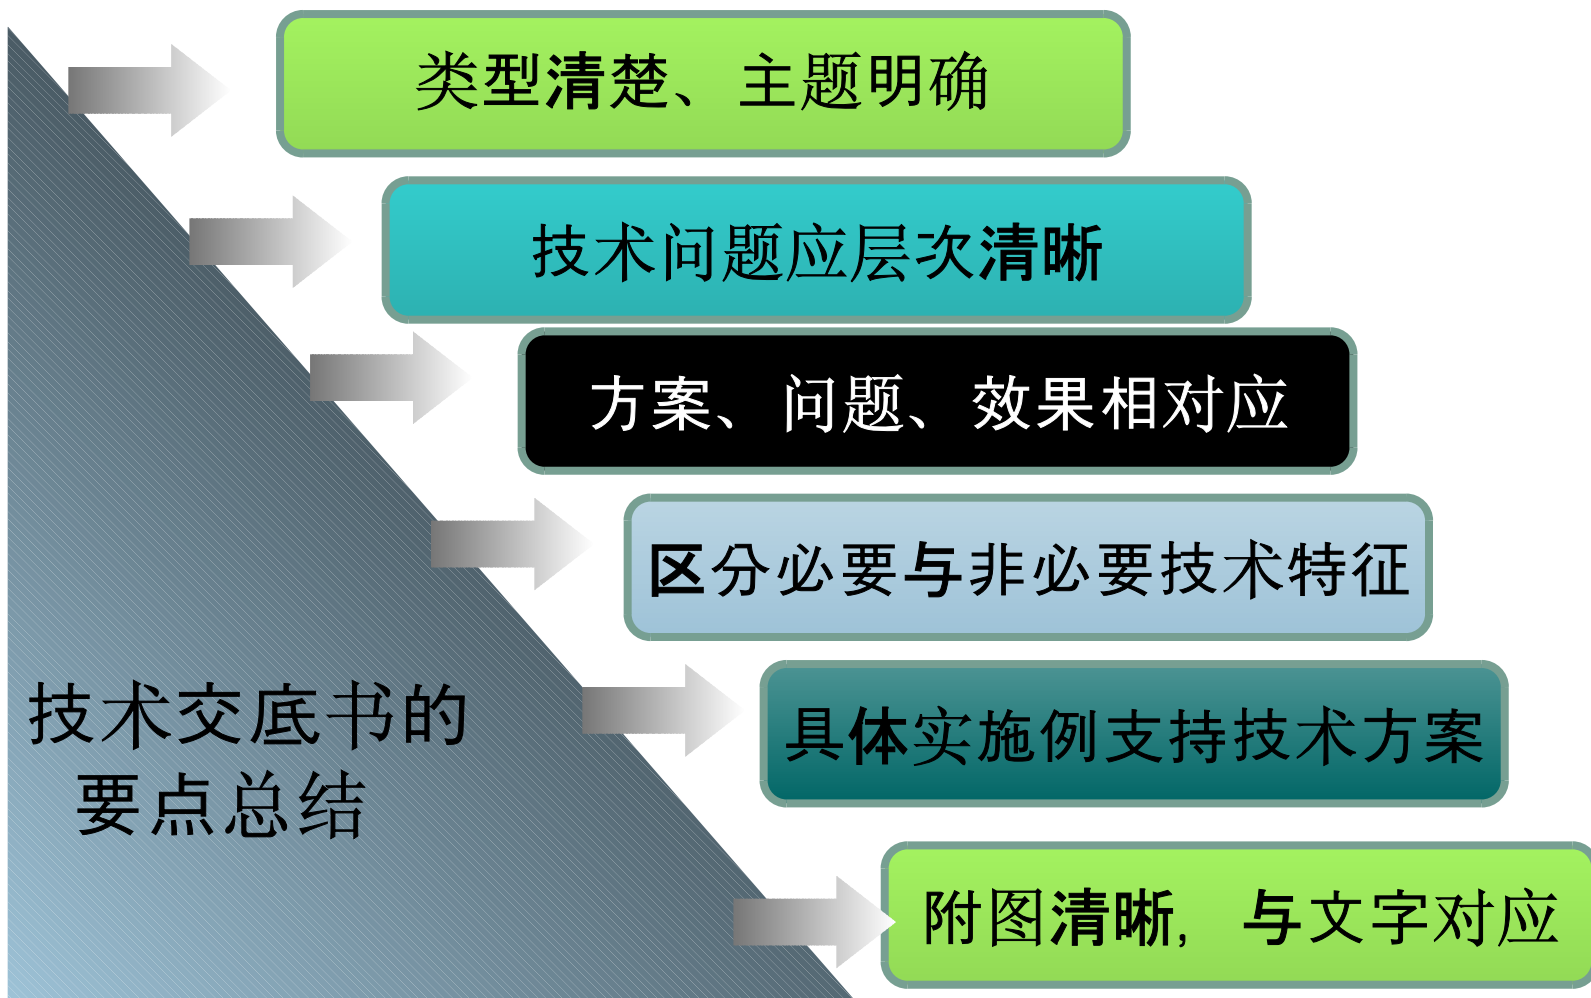 类型清楚、主题明确
技术问题应层次清晰
方案、问题、效果相对应
区分必要与非必要技术特征
具体实施例支持技术方案
附图清晰,与文字对应
技术交底书的
要点总结